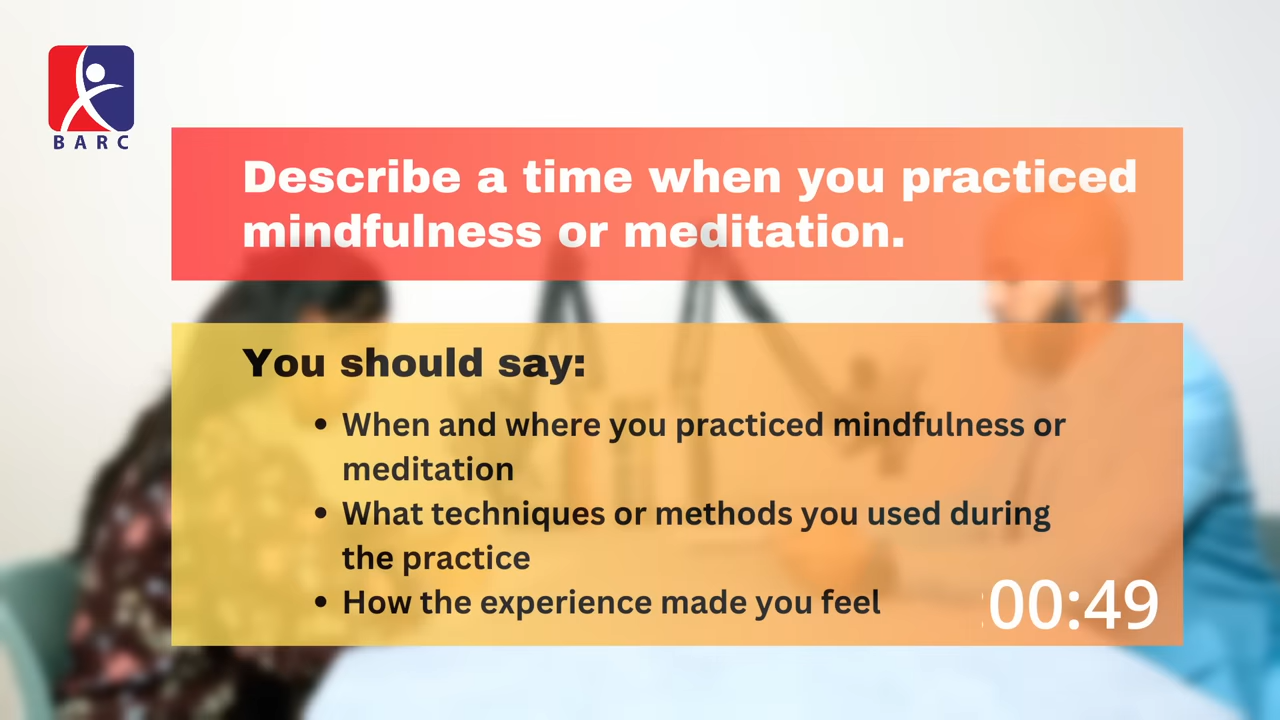 BARC
Describe a time when you practiced
mindfulness or meditation.
You should say:
• When and where you practiced mindfulness or
meditation
• What techniques or methods you used during
the practice
• How the experience made you feel
:00:49